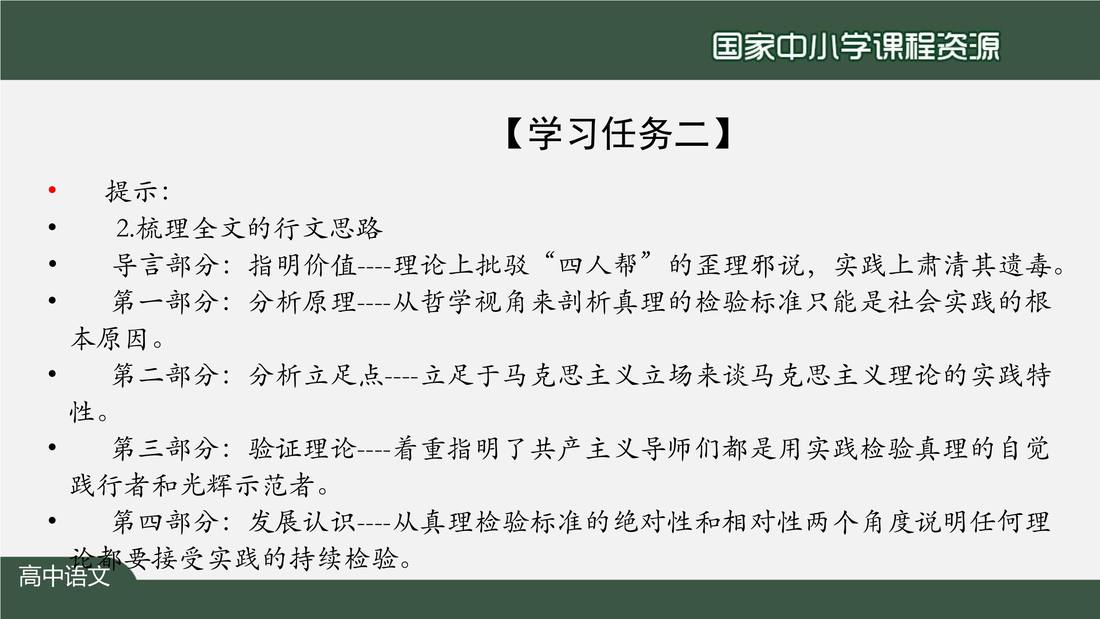 国家中小学课程资源
【学习任务二】
• 提示：
• 2.梳理全文的行文思路
• 导言部分：指明价值----理论上批驳“四人帮”的歪理邪说，实践上肃清其遗毒。
• 第一部分：分析原理----从哲学视角来剖析真理的检验标准只能是社会实践的根
本原因。
• 第二部分：分析立足点----立足于马克思主义立场来谈马克思主义理论的实践特
性。
• 第三部分：验证理论----着重指明了共产主义导师们都是用实践检验真理的自觉
践行者和光辉示范者。
• 第四部分：发展认识----从真理检验标准的绝对性和相对性两个角度说明任何理
论都要接受实践的持续检验。
高中语文